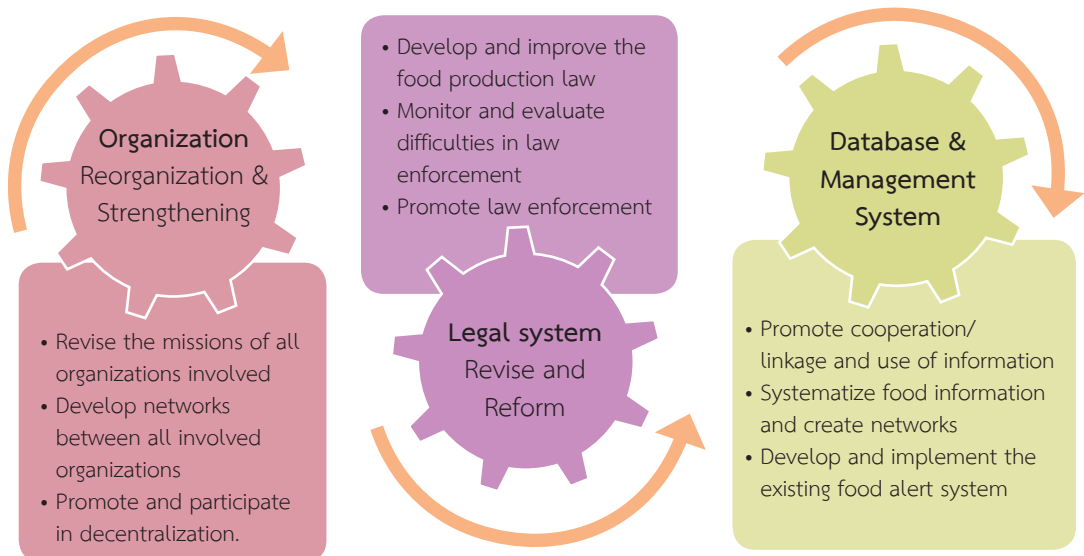 Organization
Reorganization &
Strengthening
• Revise the missions of all
organizations involved
• Develop networks
between all involved
organizations
• Promote and participate
in decentralization.
• Develop and improve the
food production law
• Monitor and evaluate
difficulties in law
enforcement
• Promote law enforcement
Legal system
Revise and
Reform
Database &
Management
System
• Promote cooperation/
linkage and use of information
• Systematize food information
and create networks
• Develop and implement the
existing food alert system